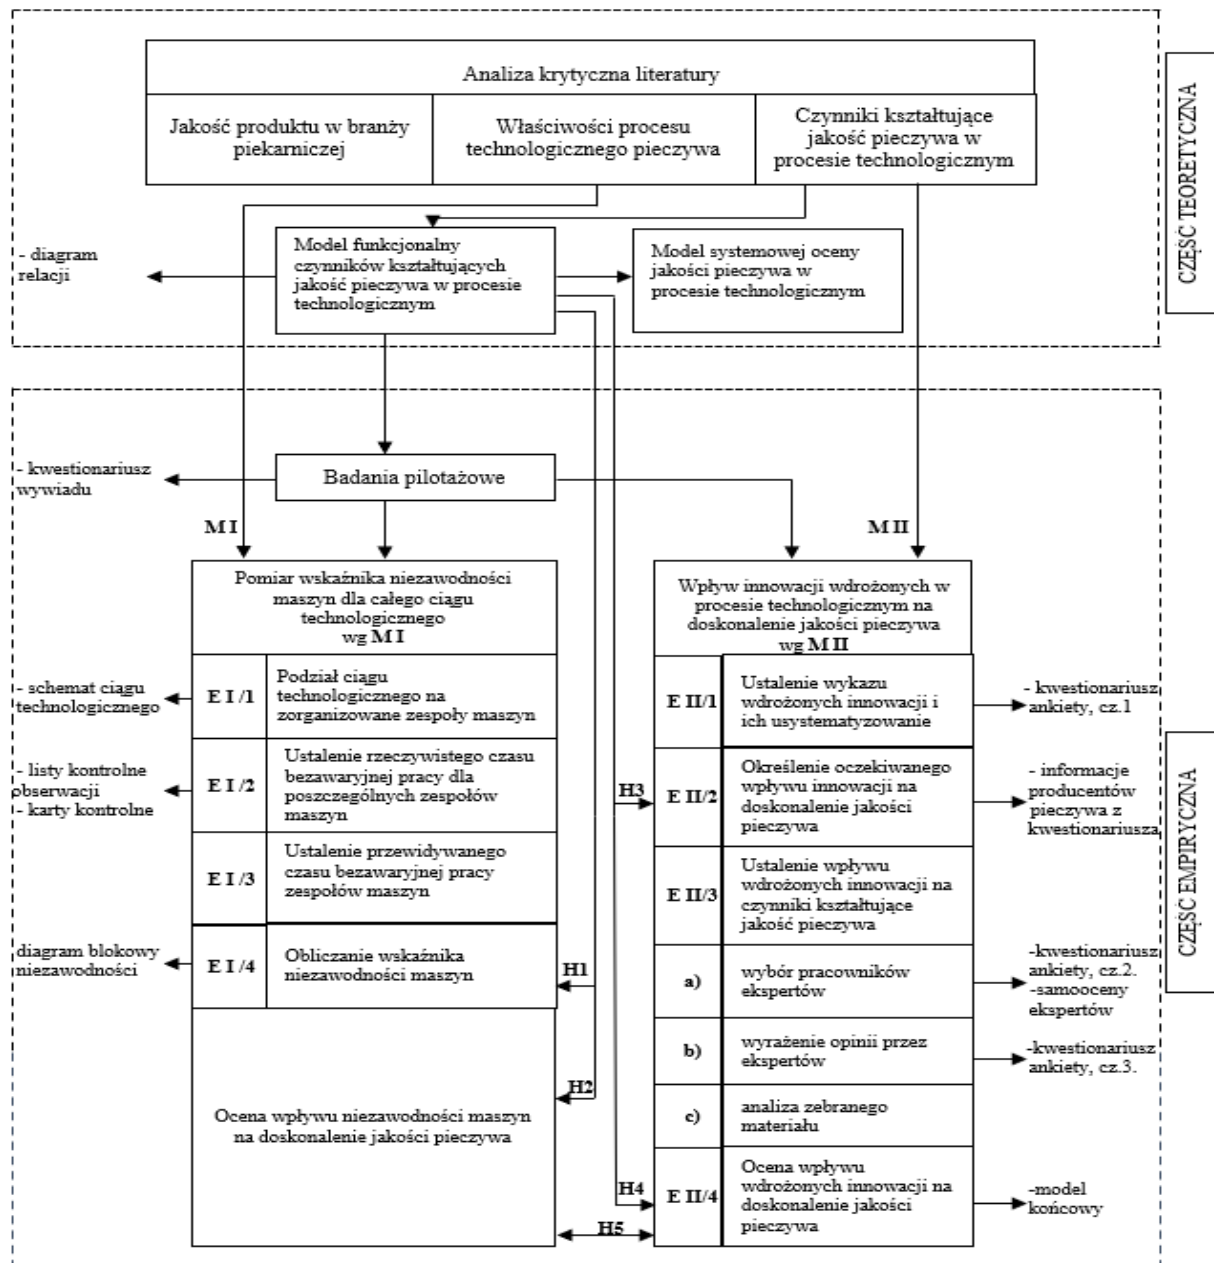 Analiza krytyczna literatury
Jakość produktu w branży
piekarniczej
Właściwości procesu
technologicznego pieczywa
Czynniki kształtujące
jakość pieczywa w
procesie technologicznym
CZĘŚĆ TEORETYCZNA
- diagram
relacji
Model funkcjonalny
czynników kształtujących
jakość pieczywa w procesie
technologicznym
Model systemowej oceny
jakości pieczywa w
procesie technologicznym
- kwestionariusz
wywiadu
Badania pilotażowe
M I
M II
Pomiar wskaźnika niezawodności
maszyn dla całego ciągu
technologicznego
wg M I
- schemat ciągu
technologicznego
E I /1
Podział ciągu
technologicznego na
zorganizowane zespoły maszyn
- listy kontrolne
obserwacji
- karty kontrolne
E I /2
Ustalenie rzeczywistego czasu
bezawaryjnej pracy dla
poszczególnych zespołów
maszyn
E I /3
Ustalenie przewidywanego
czasu bezawaryjnej pracy
zespołów maszyn
diagram blokowy
niezawodności
E I /4
Obliczanie wskaźnika
niezawodności maszyn
H1
H2
Ocena wpływu niezawodności maszyn
na doskonalenie jakości pieczywa
H3
H4
H5
Wpływ innowacji wdrożonych w
procesie technologicznym na
doskonalenie jakości pieczywa
wg M II
E II/1
Ustalenie wykazu
wdrożonych innowacji i
ich usystematyzowanie
- kwestionariusz
ankiety, cz.1
E II/2
Określenie oczekiwanego
wpływu innowacji na
doskonalenie jakości
pieczywa
- informacje
producentów
pieczywa z
kwestionariusza
E II/3
Ustalenie wpływu
wdrożonych innowacji na
czynniki kształtujące
jakość pieczywa
a)
wybór pracowników
ekspertów
-kwestionariusz
ankiety, cz.2.
-samooceny
ekspertów
b)
wyrażenie opinii przez
ekspertów
-kwestionariusz
ankiety, cz.3.
c)
analiza zebranego
materiału
E II/4
Ocena wpływu
wdrożonych innowacji na
doskonalenie jakości
pieczywa
-model
końcowy
CZĘŚĆ EMPIRYCZNA